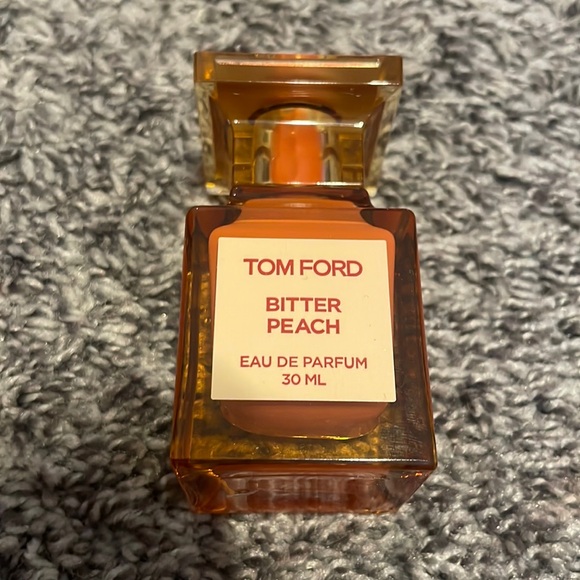 TOM FORD
BITTER
PEACH
EAU DE PARFUM
30 ML